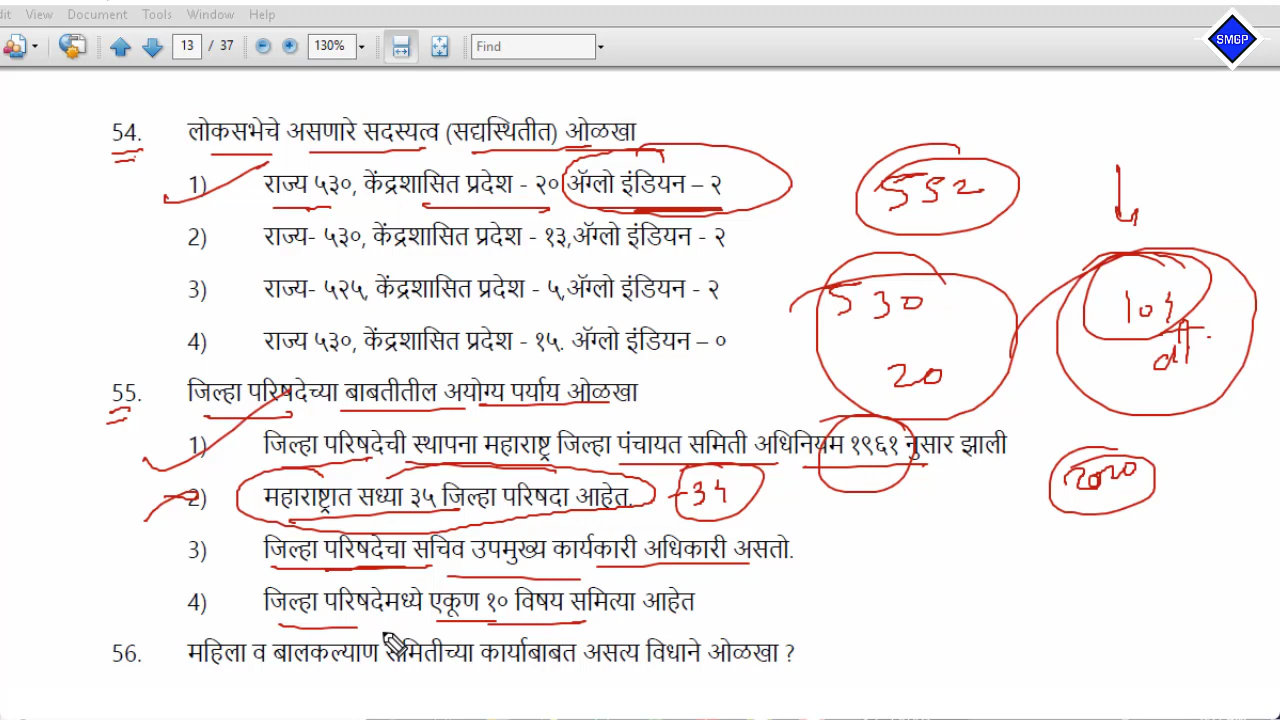 dit View Document Tools Window Help
13 / 37 130% Find
SMGP
54. लोकसभेचे असणारे सदस्यत्व (सद्यस्थितीत) ओळखा
1) राज्य ५३०, केंद्रशासित प्रदेश - २० ॲंग्लो इंडियन – २
552
2) राज्य- ५३०, केंद्रशासित प्रदेश - १३,ॲंग्लो इंडियन - २
3) राज्य- ५२५, केंद्रशासित प्रदेश - ५,ॲंग्लो इंडियन - २
530
4) राज्य ५३०, केंद्रशासित प्रदेश - १५. ॲंग्लो इंडियन – ०
20
55. जिल्हा परिषदेच्या बाबतीतील अयोग्य पर्याय ओळखा
1) जिल्हा परिषदेची स्थापना महाराष्ट्र जिल्हा पंचायत समिती अधिनियम १९६१ नुसार झाली
2) महाराष्ट्रात सध्या ३५ जिल्हा परिषदा आहेत.
34
2020
3) जिल्हा परिषदेचा सचिव उपमुख्य कार्यकारी अधिकारी असतो.
4) जिल्हा परिषदेमध्ये एकूण १० विषय समित्या आहेत
56. महिला व बालकल्याण समितीच्या कार्याबाबत असत्य विधाने ओळखा ?